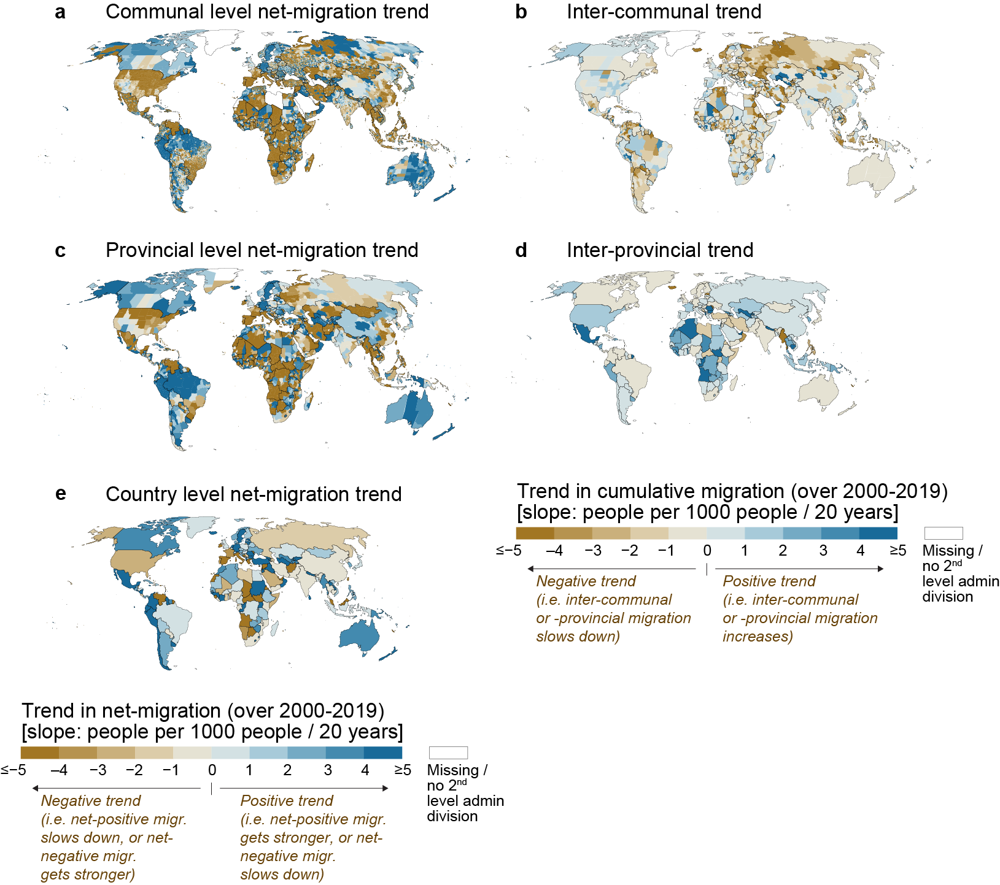 a Communal level net-migration trend
b Inter-communal trend
c Provincial level net-migration trend
d Inter-provincial trend
e Country level net-migration trend
Trend in cumulative migration (over 2000-2019)
[slope: people per 1000 people / 20 years]
≤–5 –4 –3 –2 –1 0 1 2 3 4 ≥5
Negative trend
(i.e. inter-communal
or -provincial migration
slows down)
Positive trend
(i.e. inter-communal
or -provincial migration
increases)
Missing /
no 2nd
level admin
division
Trend in net-migration (over 2000-2019)
[slope: people per 1000 people / 20 years]
≤–5 –4 –3 –2 –1 0 1 2 3 4 ≥5
Negative trend
(i.e. net-positive migr.
slows down, or net-
negative migr.
gets stronger)
Positive trend
(i.e. net-positive migr.
gets stronger, or net-
negative migr.
slows down)
Missing /
no 2nd
level admin
division